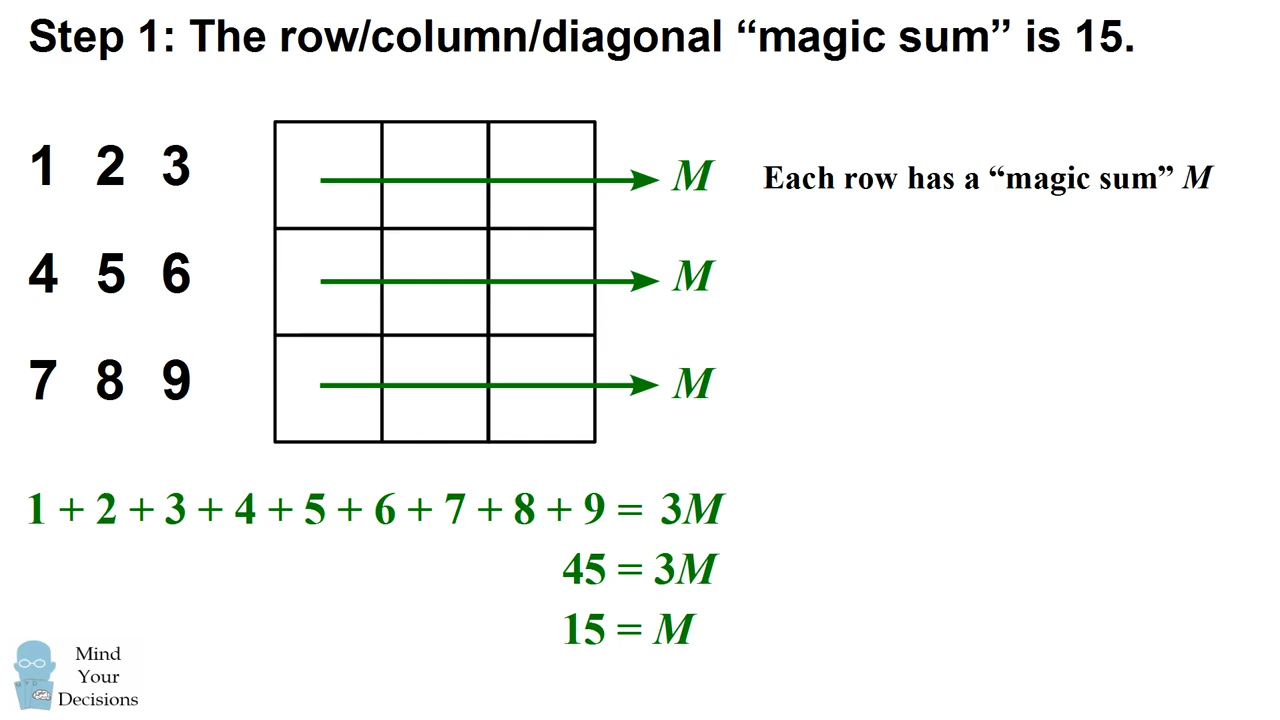 Step 1: The row/column/diagonal “magic sum” is 15.
1 2 3
M
Each row has a “magic sum” M
4 5 6
M
7 8 9
M
1 + 2 + 3 + 4 + 5 + 6 + 7 + 8 + 9 = 3M
45 = 3M
15 = M
Mind
Your
Decisions